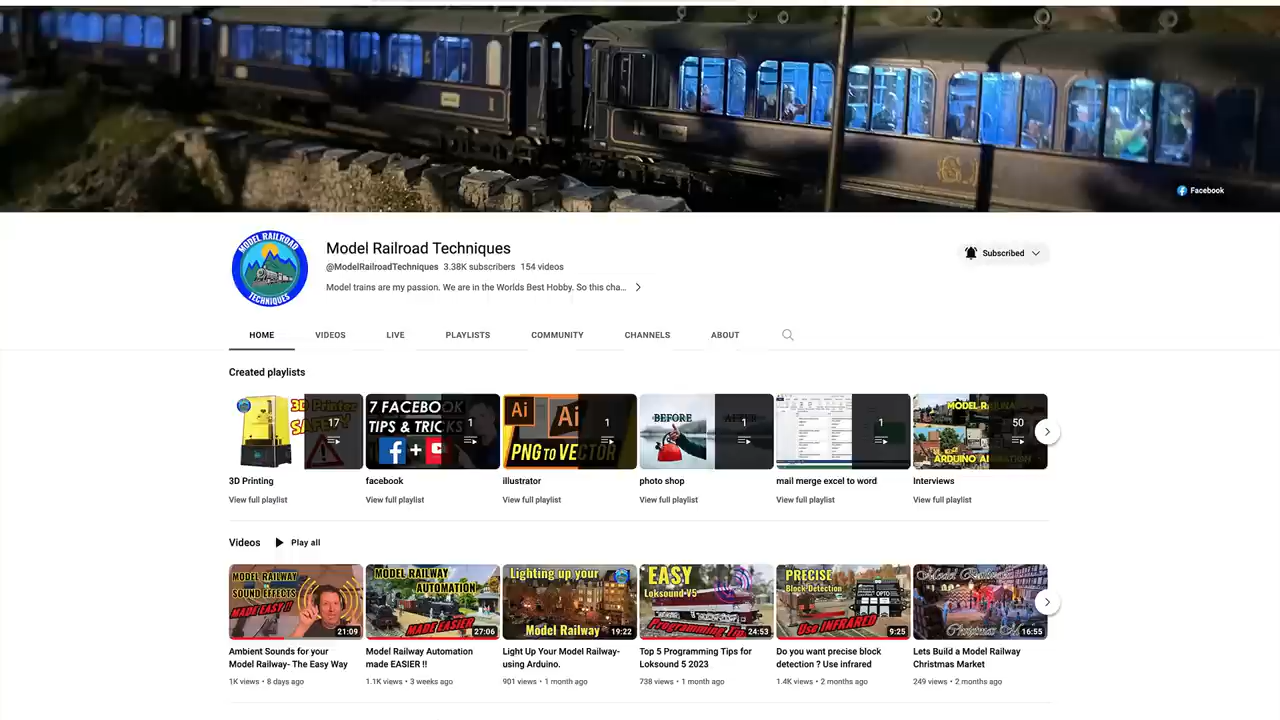 Facebook
MODEL RAILROAD
TECHNIQUES
Model Railroad Techniques
@ModelRailroadTechniques 3.38K subscribers 154 videos
Model trains are my passion. We are in the Worlds Best Hobby. So this cha...
Subscribed
HOME VIDEOS LIVE PLAYLISTS COMMUNITY CHANNELS ABOUT
Created playlists
17
7 FACEBOOK
TIPS & TRICKS
1
Ai Ai
PNG TO VECTOR
1
BEFORE AFTER
1
1
50
3D Printing
facebook
illustrator
photo shop
mail merge excel to word
Interviews
View full playlist
View full playlist
View full playlist
View full playlist
View full playlist
View full playlist
Videos Play all
MODEL RAILWAY
SOUND EFFECTS
MADE EASY !!
21:09
MODEL RAILWAY
AUTOMATION
MADE EASIER
27:06
Lighting up your
Model Railway
19:22
EASY
Loksound V5
Programming Tip
24:53
PRECISE
Block Detection
OPTO
Use INFRARED
9:25
16:55
Ambient Sounds for your
Model Railway- The Easy Way
1K views • 8 days ago
Model Railway Automation
made EASIER !!
1.1K views • 3 weeks ago
Light Up Your Model Railway-
using Arduino.
901 views • 1 month ago
Top 5 Programming Tips for
Loksound 5 2023
738 views • 1 month ago
Do you want precise block
detection ? Use infrared
1.4K views • 2 months ago
Lets Build a Model Railway
Christmas Market
249 views • 2 months ago